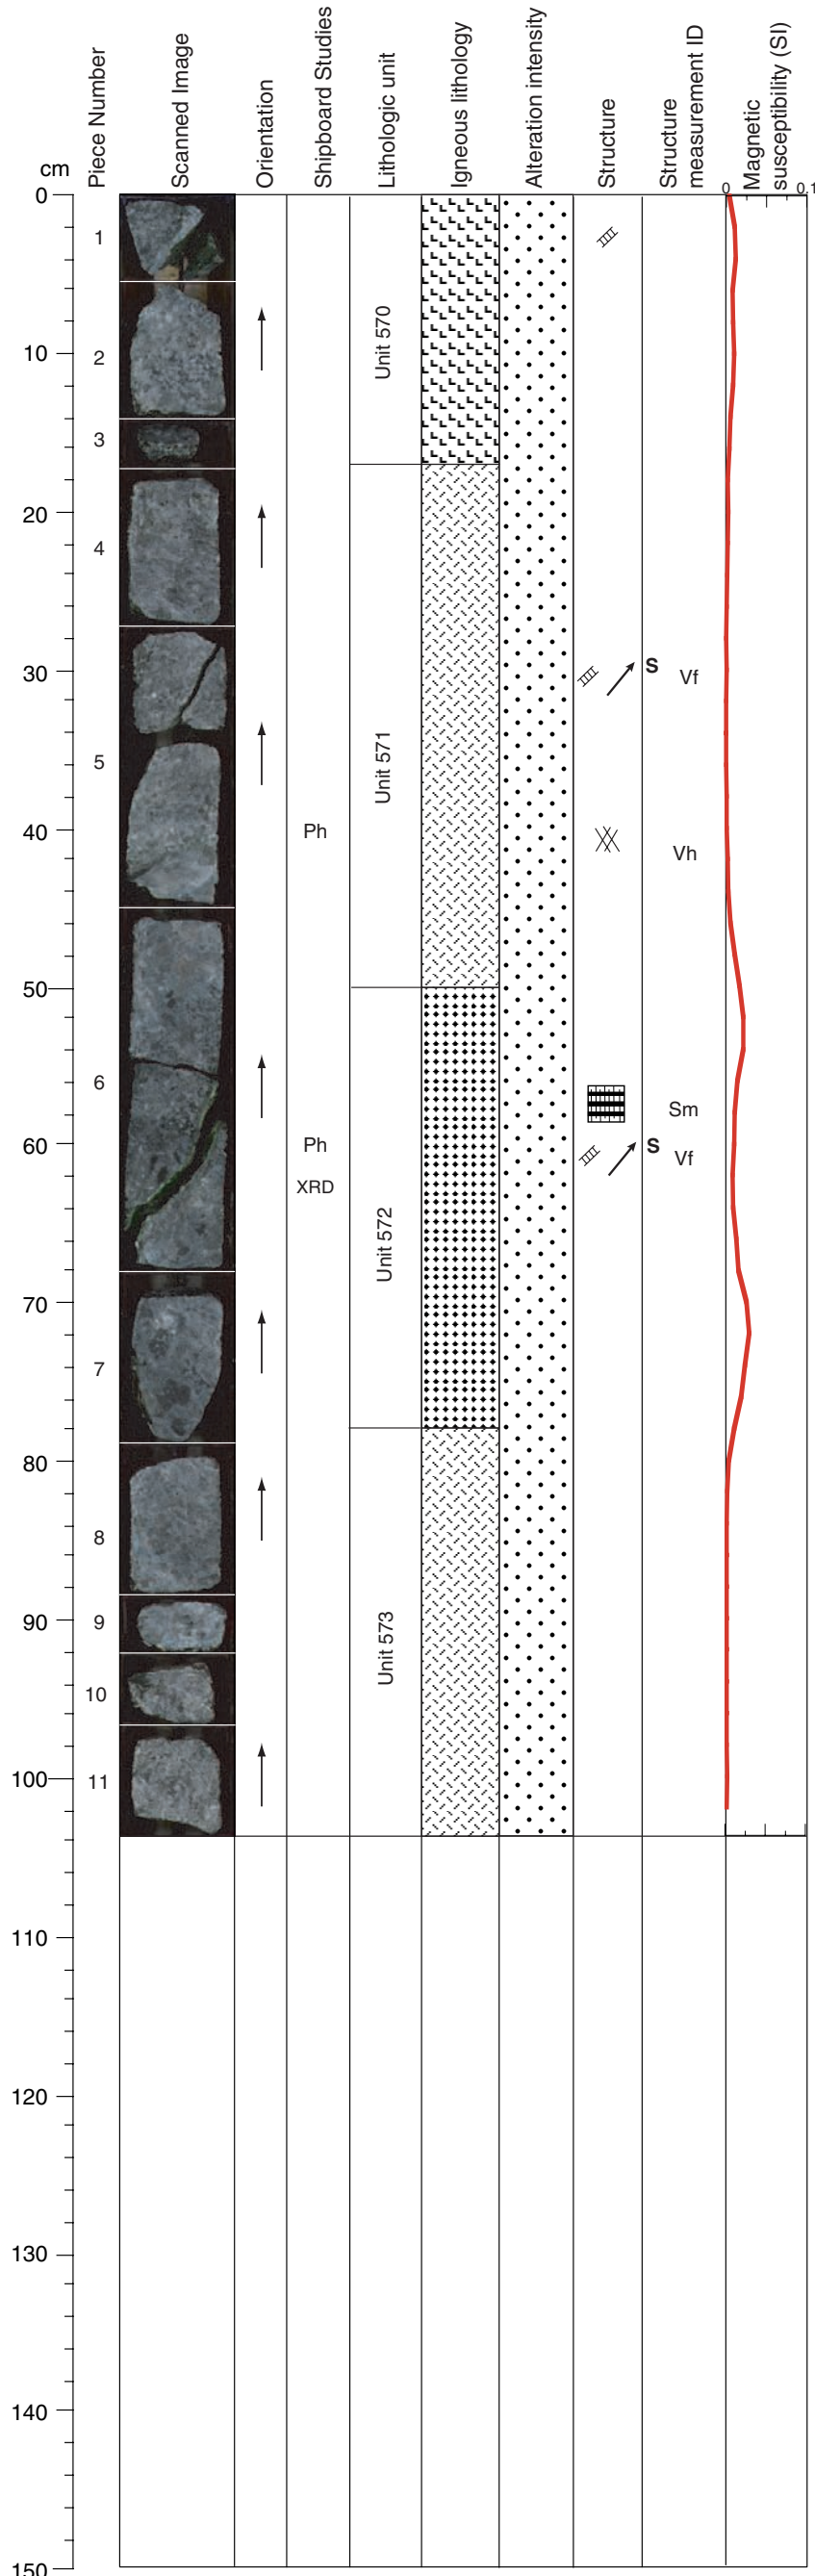 cm
Piece Number
Scanned Image
Orientation
Shipboard Studies
Lithologic unit
Igneous lithology
Alteration intensity
Structure
Structure
measurement ID
Magnetic
susceptibility (SI)
0 0.1
0
1
Unit 570
10
2
3
20
4
30
S
Vf
5
Unit 571
40
Ph
Vh
50
6
Sm
60
Ph
S
Vf
XRD
Unit 572
70
7
80
8
90
9
Unit 573
10
100
11
110
120
130
140
150